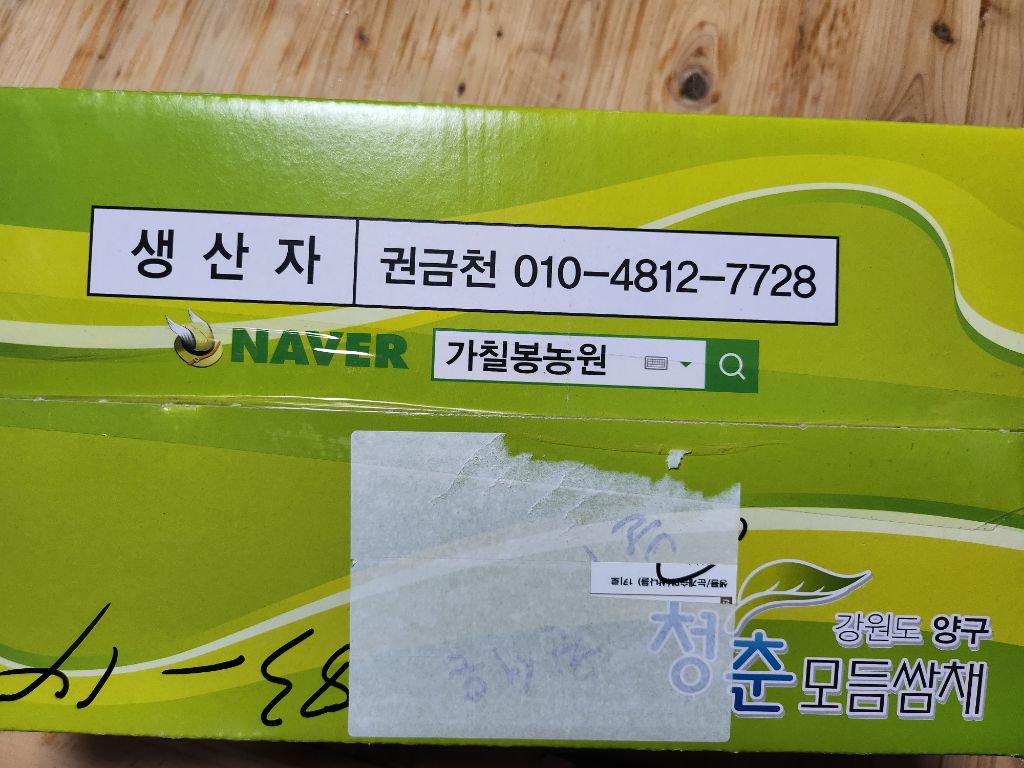 생산자 권금천 010-4812-7728
NAVER 가칠봉농원
강원도 양구
청춘 모듬쌈채